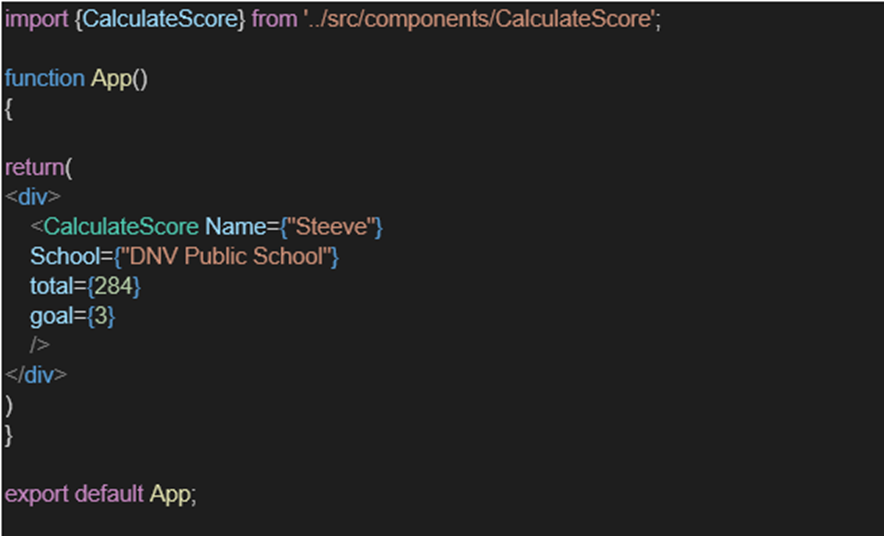 import {CalculateScore} from '../src/components/CalculateScore';
function App()
{
return(
<div>
<CalculateScore Name={"Steeve"}
School={"DNV Public School"}
total={284}
goal={3}
/>
</div>
)
}
export default App;